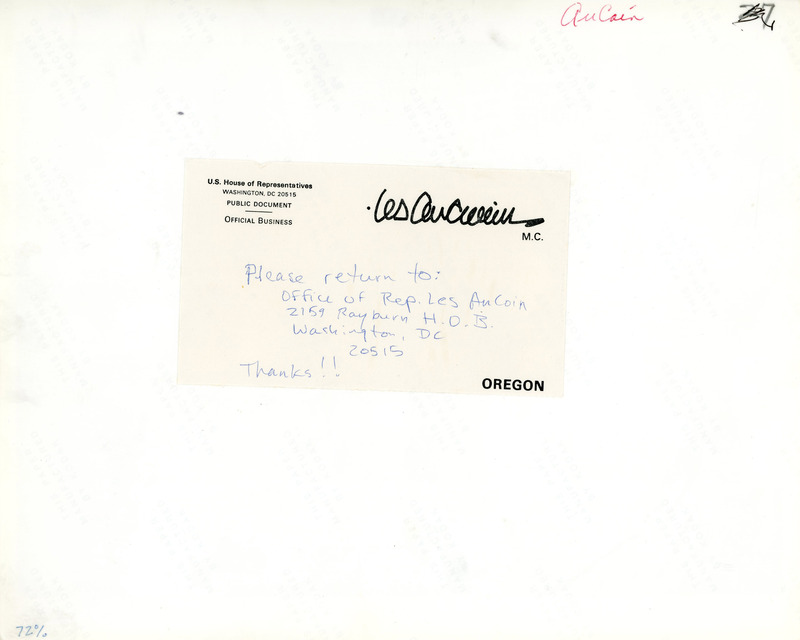 AuCoin
U.S. House of Representatives
WASHINGTON, DC 20515
PUBLIC DOCUMENT
OFFICIAL BUSINESS
Les AuCoin
M.C.
Please return to:
Office of Rep. Les AuCoin
2159 Rayburn H.O.B.
Washington, DC
20515
Thanks!!
OREGON
72%